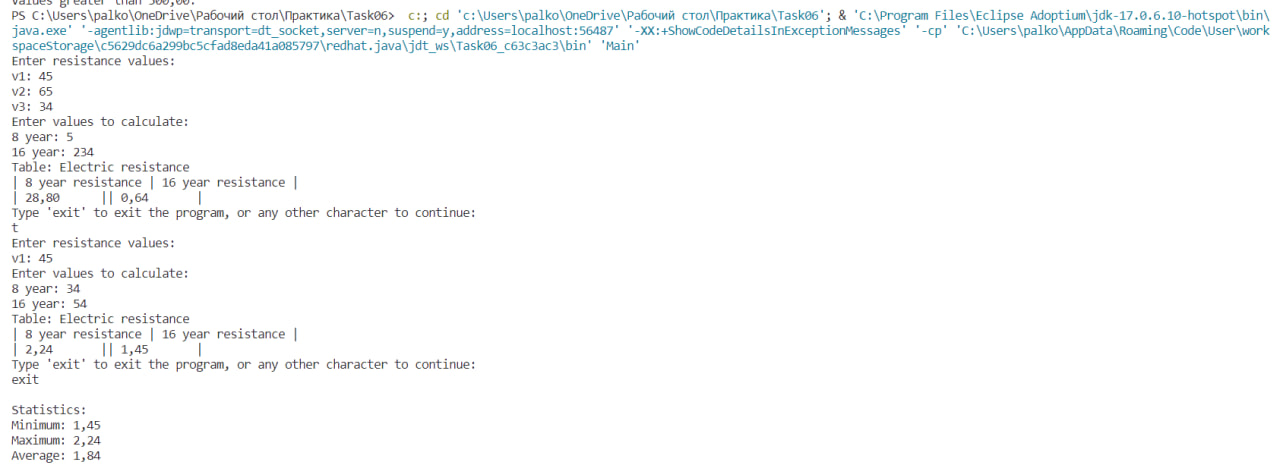 Values greater than 500,00:
PS C:\Users\palko\OneDrive\Рабочий стол\Практика\Task06>  c:; cd 'c:\Users\palko\OneDrive\Рабочий стол\Практика\Task06'; & 'C:\Program Files\Eclipse Adoptium\jdk-17.0.6.10-hotspot\bin\
java.exe' '-agentlib:jdwp=transport=dt_socket,server=n,suspend=y,address=localhost:56487' '-XX:+ShowCodeDetailsInExceptionMessages' '-cp' 'C:\Users\palko\AppData\Roaming\Code\User\work
spaceStorage\c5629dc6a299bc5cfad8eda41a085797\redhat.java\jdt_ws\Task06_c63c3ac3\bin' 'Main'
Enter resistance values:
v1: 45
v2: 65
v3: 34
Enter values to calculate:
8 year: 5
16 year: 234
Table: Electric resistance
| 8 year resistance | 16 year resistance |
| 28,80     || 0,64      |
Type 'exit' to exit the program, or any other character to continue:
t
Enter resistance values:
v1: 45
Enter values to calculate:
8 year: 34
16 year: 54
Table: Electric resistance
| 8 year resistance | 16 year resistance |
| 2,24      || 1,45      |
Type 'exit' to exit the program, or any other character to continue:
exit
Statistics:
Minimum: 1,45
Maximum: 2,24
Average: 1,84